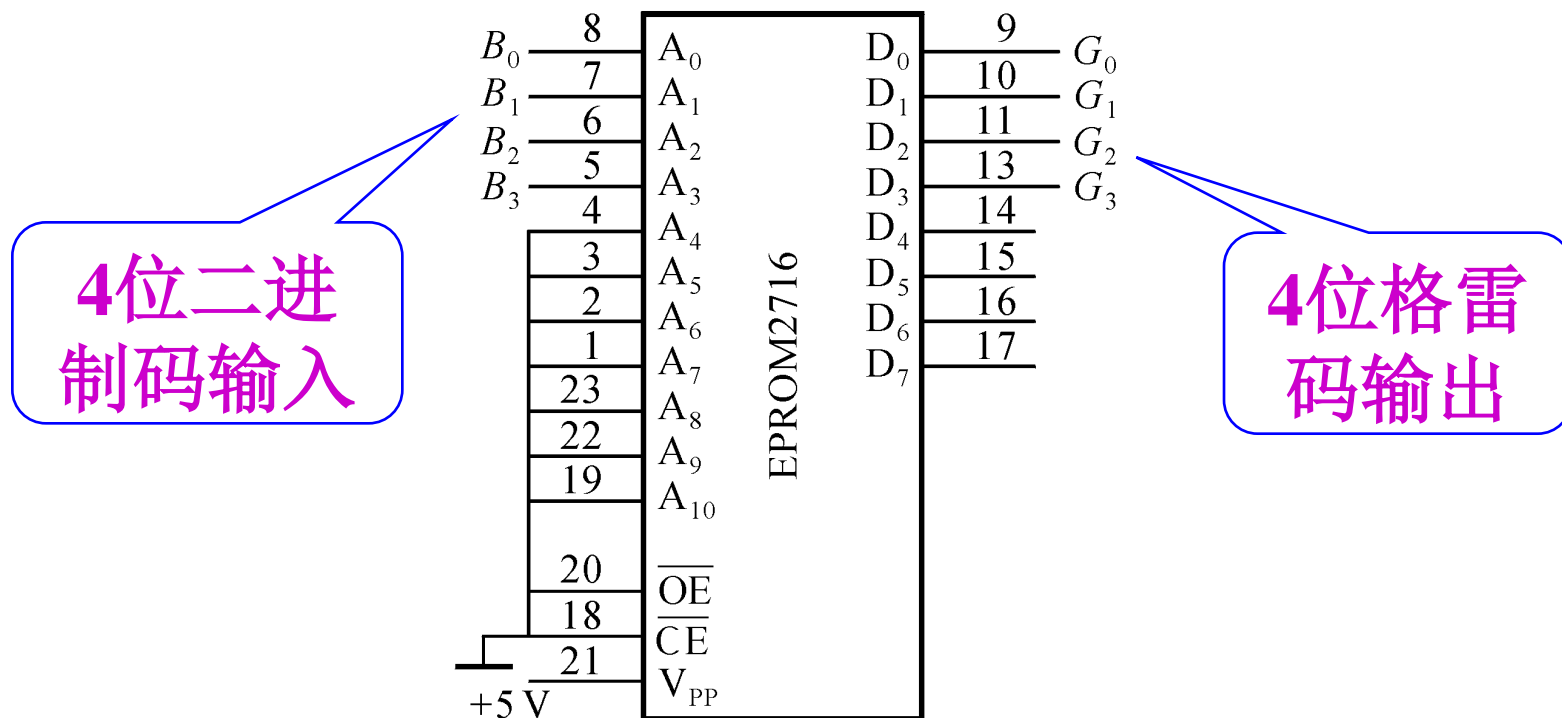 B₀ 8 A₀ D₀ 9 G₀
B₁ 7 A₁ D₁ 10 G₁
B₂ 6 A₂ D₂ 11 G₂
B₃ 5 A₃ D₃ 13 G₃
4 A₄ D₄ 14
3 A₅ D₅ 15
2 A₆ D₆ 16
1 A₇ D₇ 17
23 A₈
22 A₉
19 A₁₀
20 O̅E̅
18 C̅E̅
21 V_PP
+5 V
EPROM2716
4位二进
制码输入
4位格雷
码输出